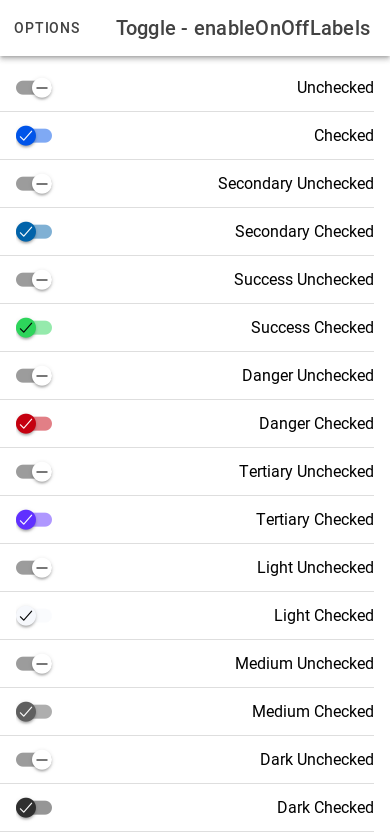 OPTIONS
Toggle - enableOnOffLabels
Unchecked
Checked
Secondary Unchecked
Secondary Checked
Success Unchecked
Success Checked
Danger Unchecked
Danger Checked
Tertiary Unchecked
Tertiary Checked
Light Unchecked
Light Checked
Medium Unchecked
Medium Checked
Dark Unchecked
Dark Checked